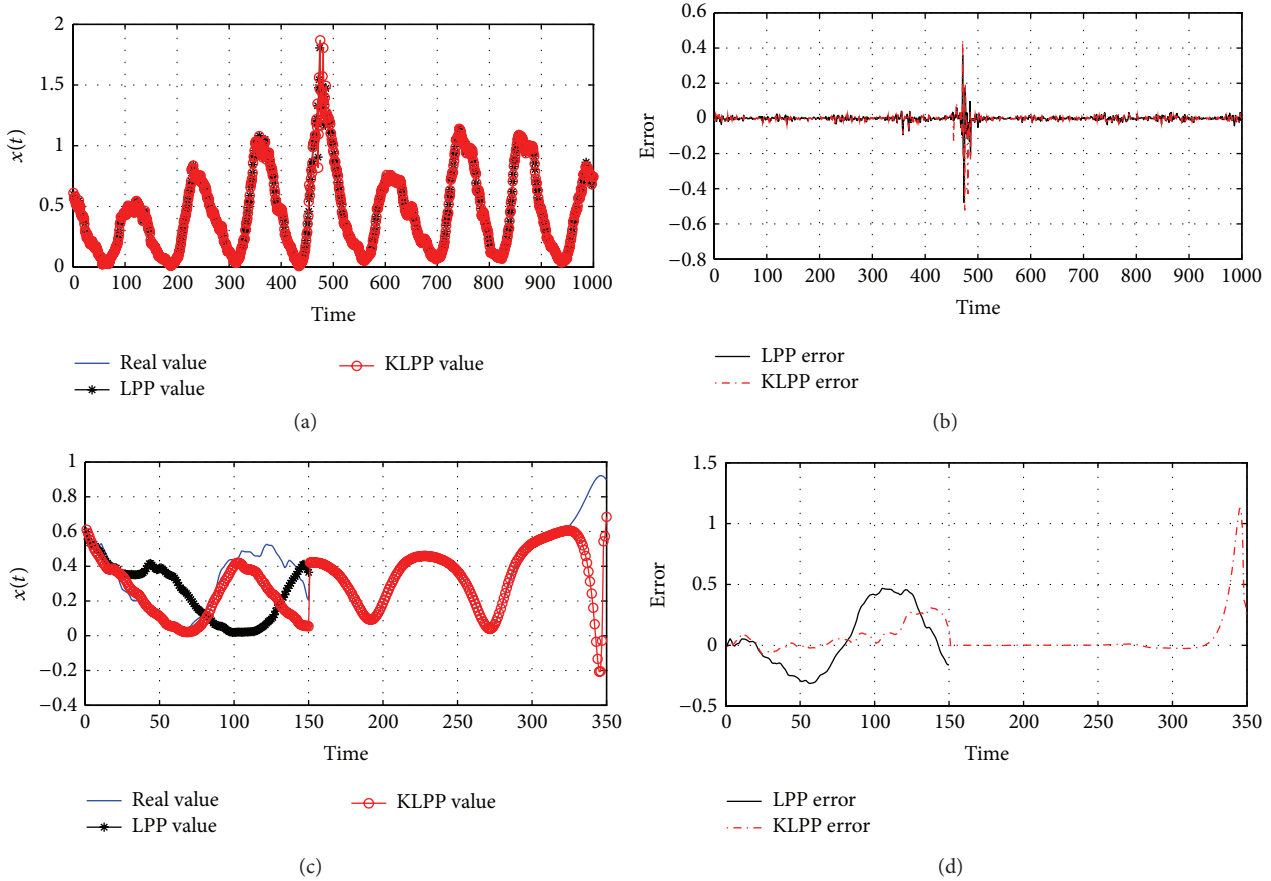 2
1.5
1
0.5
0
x(t)
0 100 200 300 400 500 600 700 800 900 1000
Time
Real value
LPP value
KLPP value
(a)
0.6
0.4
0.2
0
−0.2
−0.4
−0.6
−0.8
Error
0 100 200 300 400 500 600 700 800 900 1000
Time
LPP error
KLPP error
(b)
1
0.8
0.6
0.4
0.2
0
−0.2
−0.4
x(t)
0 50 100 150 200 250 300 350
Time
Real value
LPP value
KLPP value
(c)
1.5
1
0.5
0
−0.5
Error
0 50 100 150 200 250 300 350
Time
LPP error
KLPP error
(d)